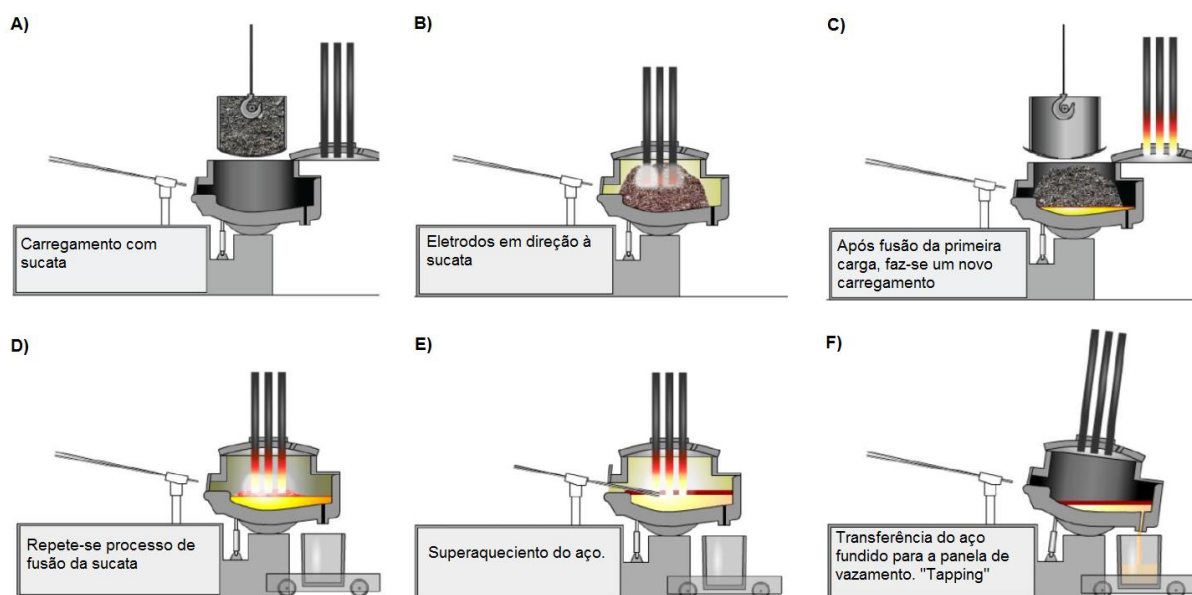 A)
Carregamento com
sucata
B)
Eletrodos em direção à
sucata
C)
Após fusão da primeira
carga, faz-se um novo
carregamento
D)
Repete-se processo de
fusão da sucata
E)
Superaqueciento do aço.
F)
Transferência do aço
fundido para a panela de
vazamento. "Tapping"